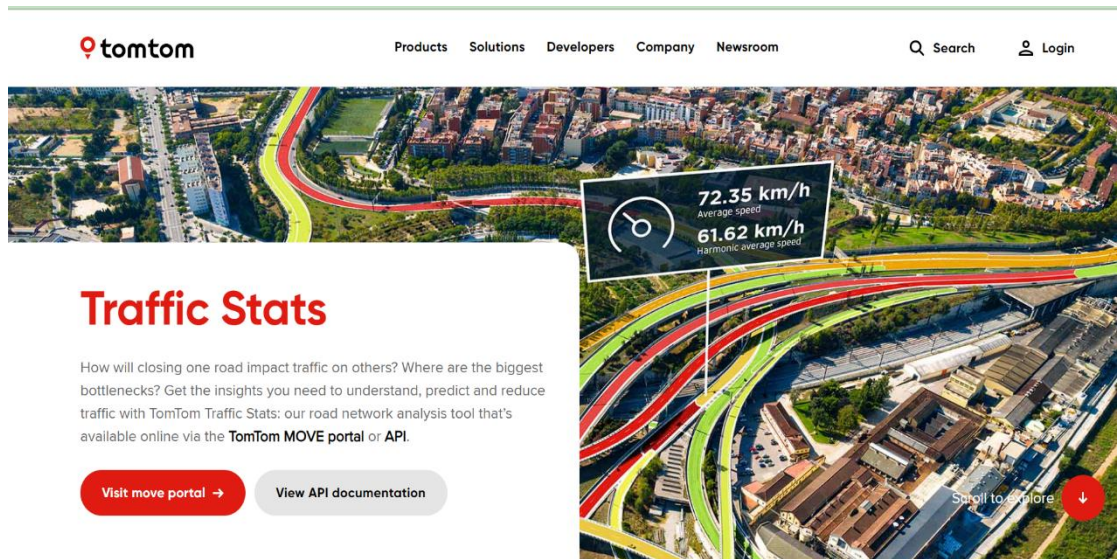 tomtom
Products Solutions Developers Company Newsroom
Search Login
72.35 km/h
Average speed
61.62 km/h
Harmonic average speed
Traffic Stats
How will closing one road impact traffic on others? Where are the biggest
bottlenecks? Get the insights you need to understand, predict and reduce
traffic with TomTom Traffic Stats: our road network analysis tool that's
available online via the TomTom MOVE portal or API.
Visit move portal →
View API documentation
Scroll to explore